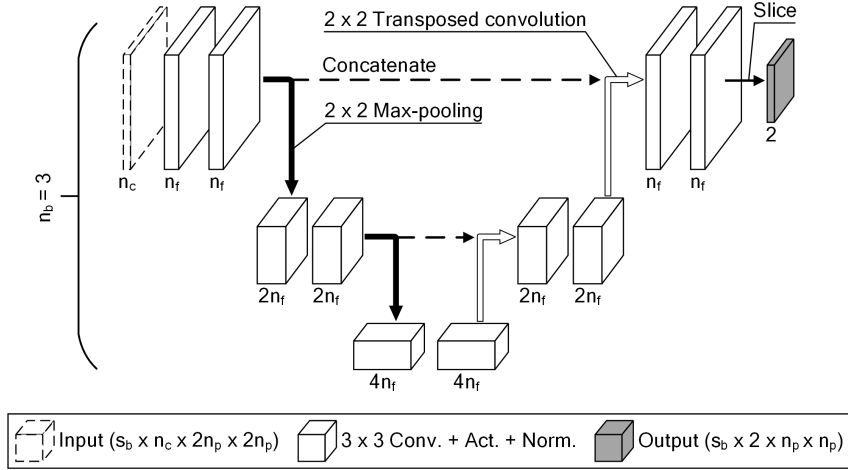 2 x 2 Transposed convolution
Slice
Concatenate
2 x 2 Max-pooling
2
n_c
n_f
n_f
n_f
n_f
n_b = 3
2n_f
2n_f
2n_f
2n_f
4n_f
4n_f
Input (s_b x n_c x 2n_p x 2n_p)
3 x 3 Conv. + Act. + Norm.
Output (s_b x 2 x n_p x n_p)